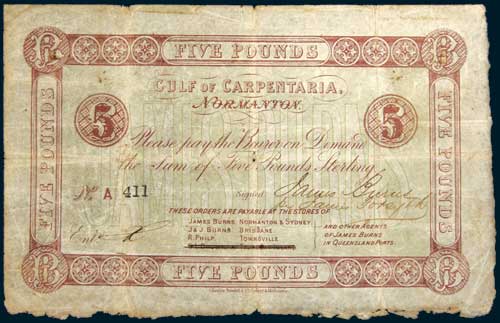 FIVE POUNDS
GULF OF CARPENTARIA,
NORMANTON
5 5
FIVE POUNDS
FIVE POUNDS
Please pay the Bearer on Demand
the Sum of Five Pounds Sterling
No. A 411
Signed James Burns
THESE ORDERS ARE PAYABLE AT THE STORES OF
JAMES BURNS NORMANTON & SYDNEY
J & J BURNS BRISBANE
R. PHILP TOWNSVILLE
AND OTHER AGENTS
OF JAMES BURNS
IN QUEENSLAND PORTS.
FIVE POUNDS